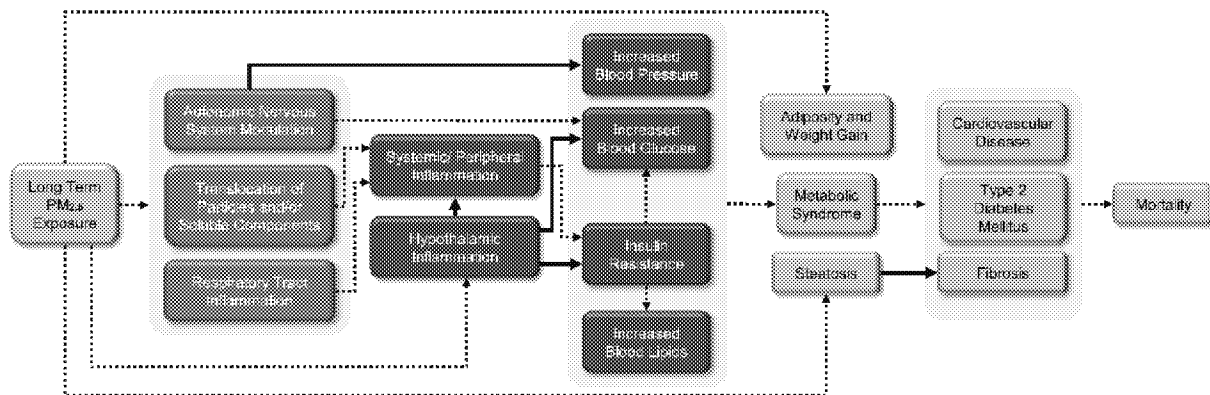 Long Term
PM2.5
Exposure
Autonomic Nervous
System Modulation
Translocation of
Particles and/or
Soluble Components
Respiratory Tract
Inflammation
Systemic Peripheral
Inflammation
Hypothalamic
Inflammation
Increased
Blood Pressure
Increased
Blood Glucose
Insulin
Resistance
Increased
Blood Lipids
Adiposity and
Weight Gain
Metabolic
Syndrome
Steatosis
Cardiovascular
Disease
Type 2
Diabetes
Mellitus
Fibrosis
Mortality